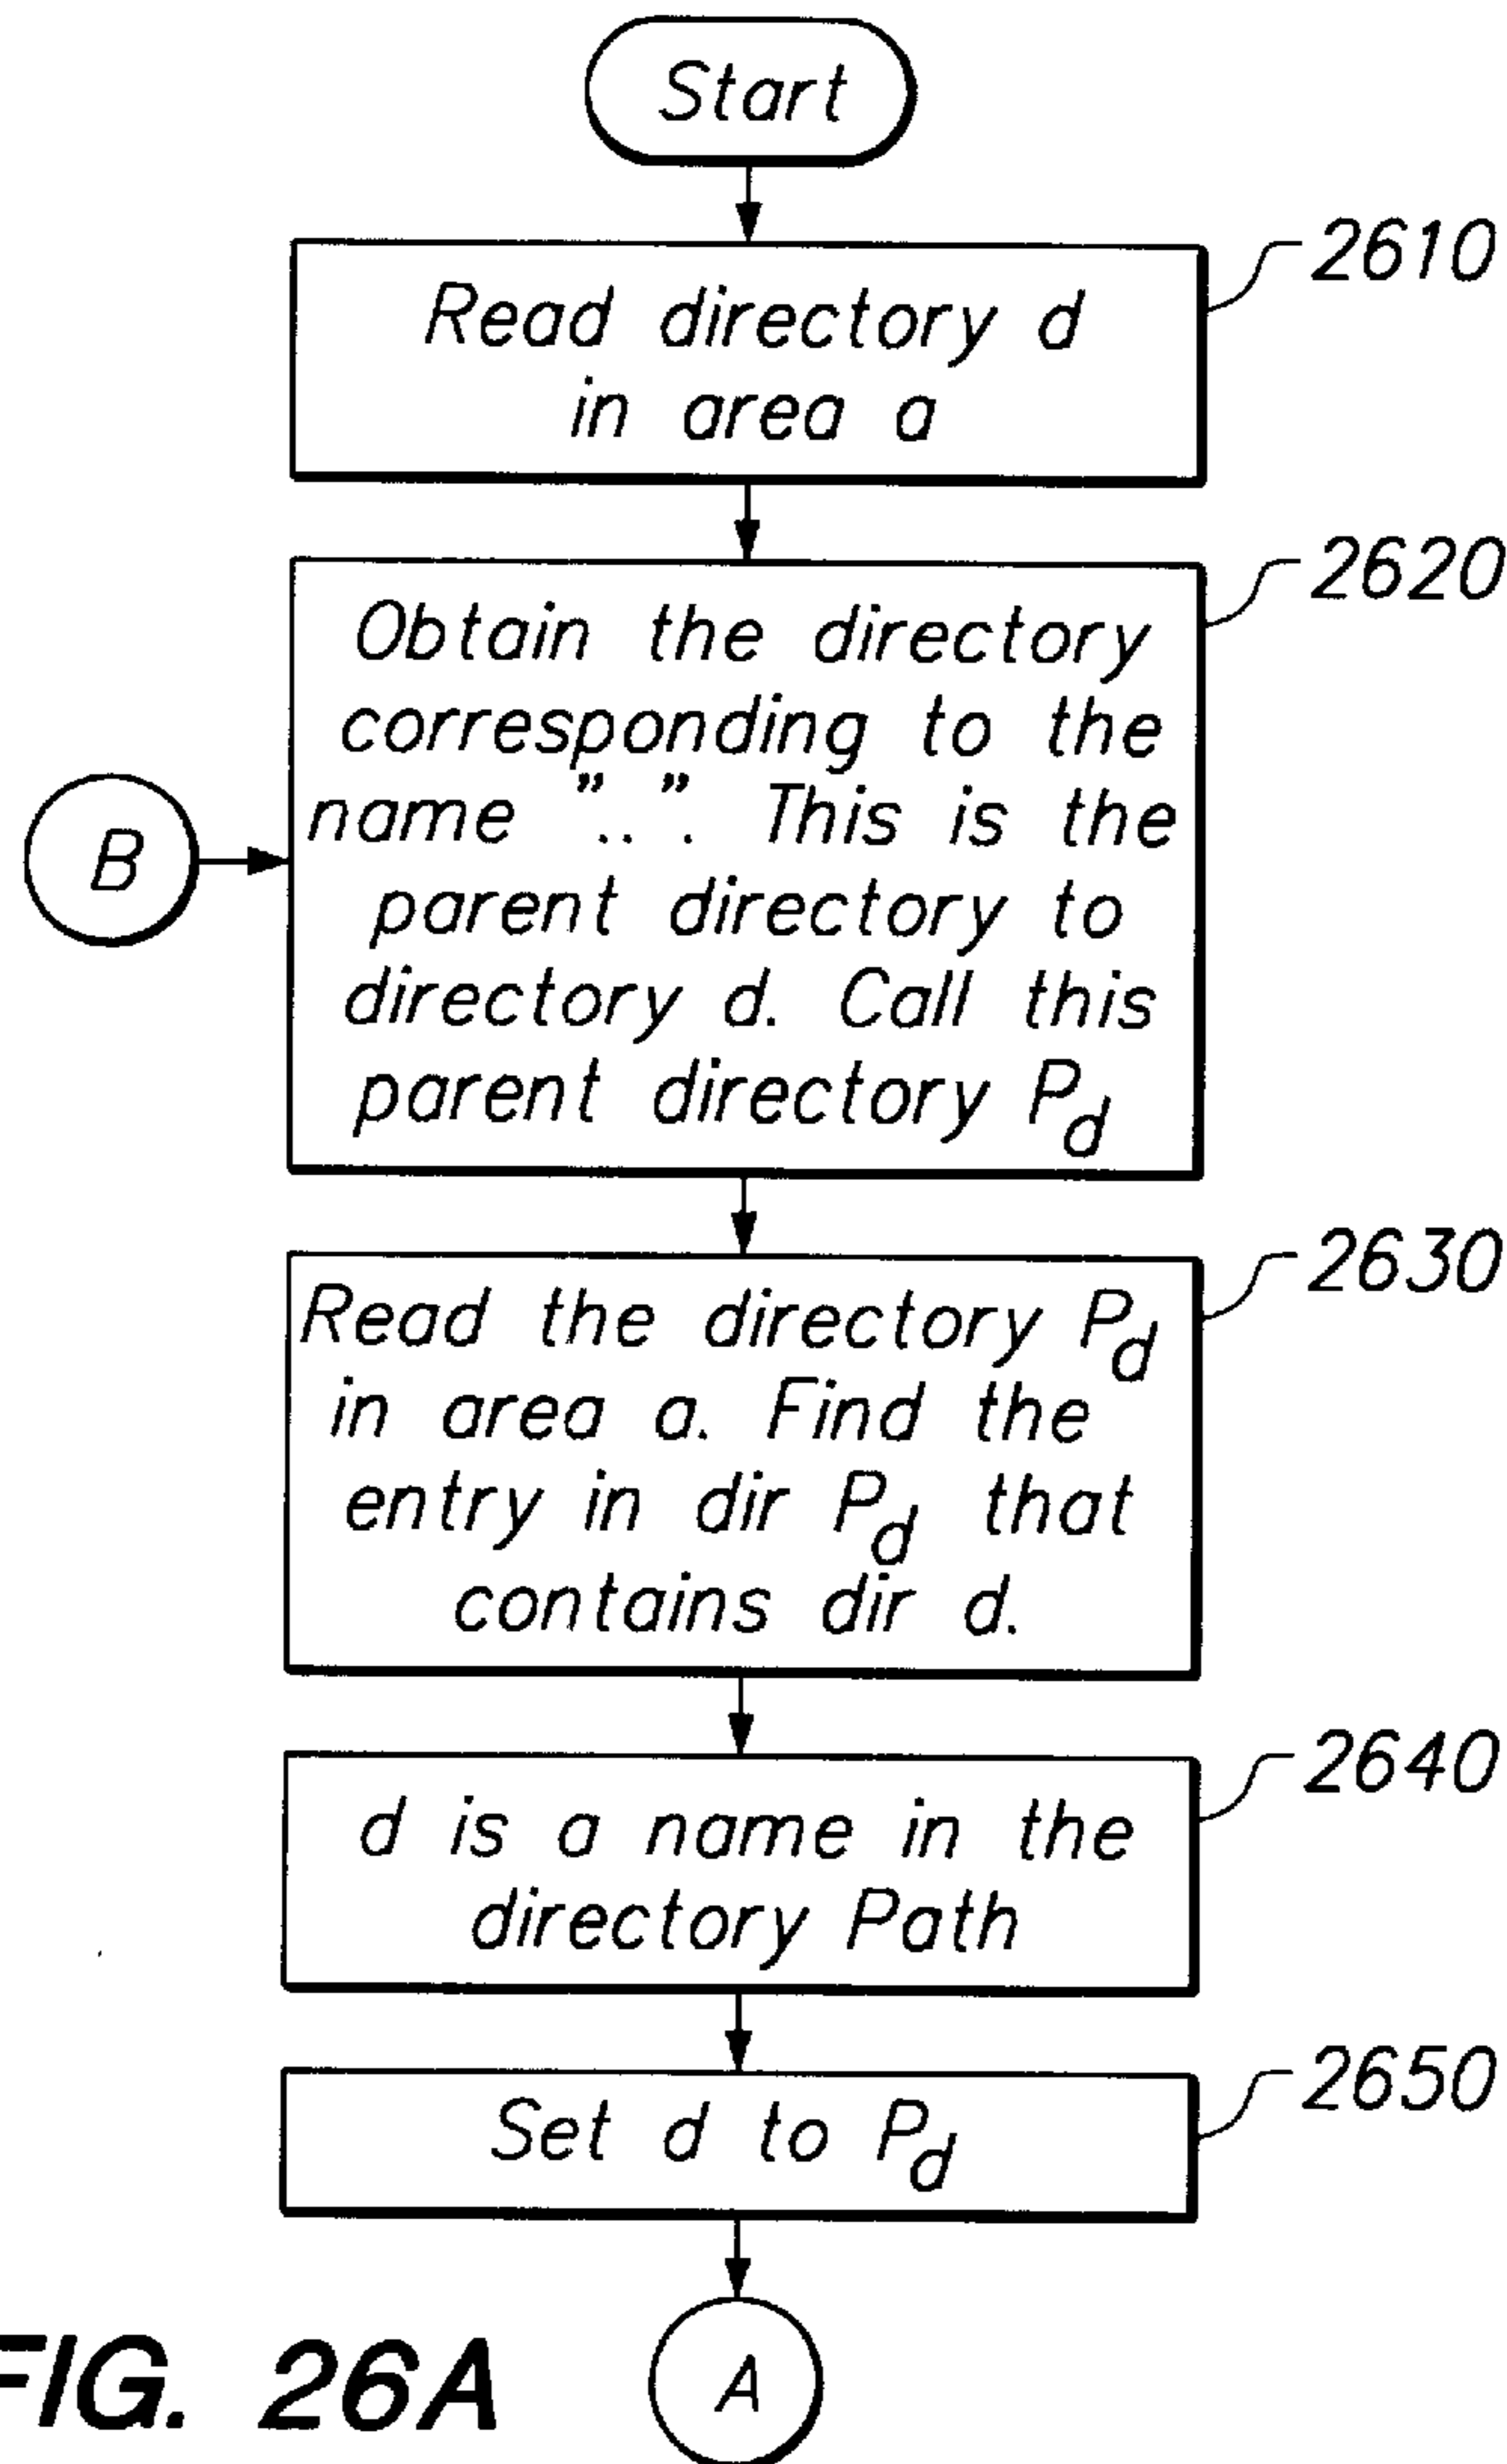 Start
2610
Read directory d
in area a
2620
Obtain the directory
corresponding to the
name "..". This is the
parent directory to
directory d. Call this
parent directory Pd
B
2630
Read the directory Pd
in area a. Find the
entry in dir Pd that
contains dir d.
2640
d is a name in the
directory Path
2650
Set d to Pd
A
FIG. 26A